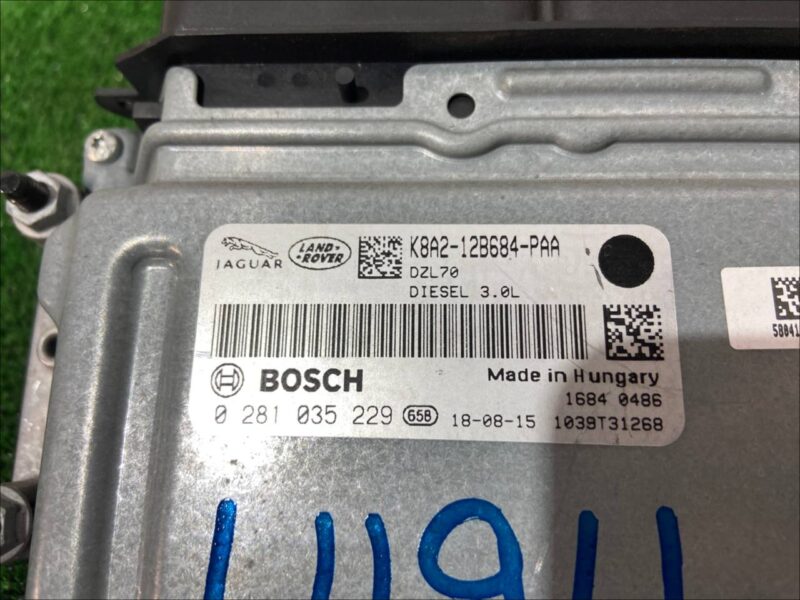 JAGUAR
LAND-
-ROVER
K8A2-12B684-PAA
DZL70
DIESEL 3.0L
BOSCH
Made in Hungary
1684 0486
0 281 035 229 65B 18-08-15 1039T31268